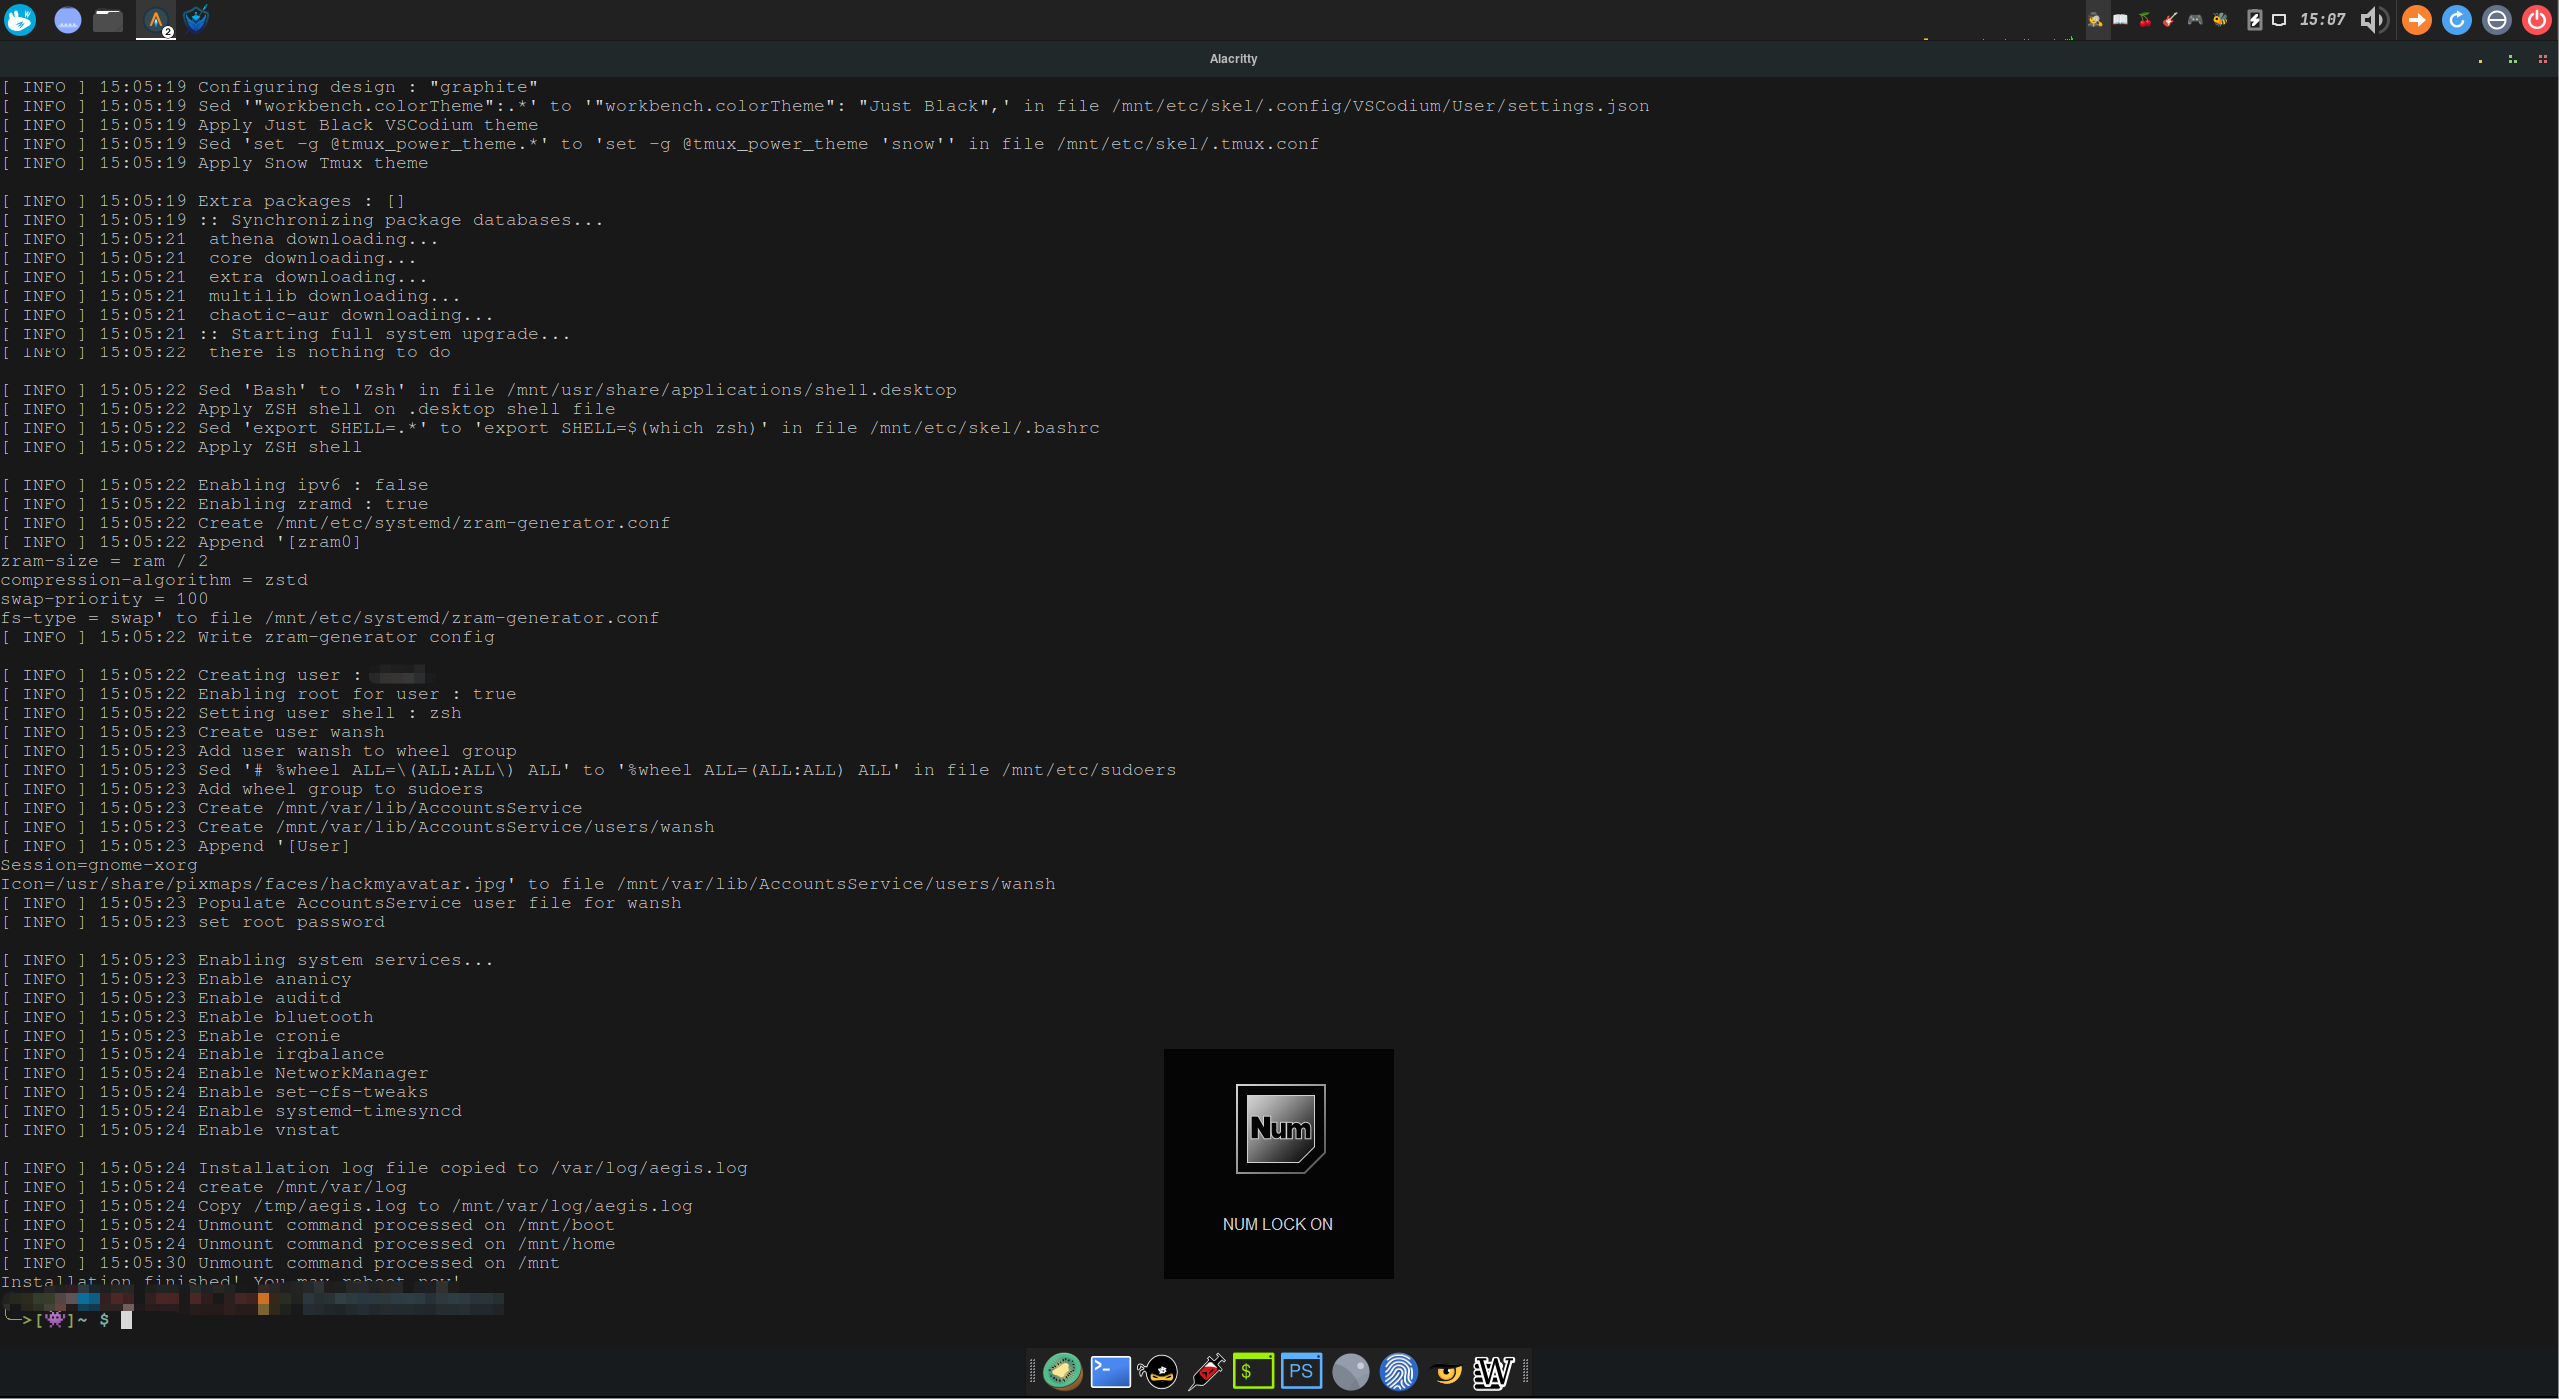 15:07
Alacritty
[ INFO ] 15:05:19 Configuring design : "graphite"
[ INFO ] 15:05:19 Sed '"workbench.colorTheme":.*' to '"workbench.colorTheme": "Just Black",' in file /mnt/etc/skel/.config/VSCodium/User/settings.json
[ INFO ] 15:05:19 Apply Just Black VSCodium theme
[ INFO ] 15:05:19 Sed 'set -g @tmux_power_theme.*' to 'set -g @tmux_power_theme 'snow'' in file /mnt/etc/skel/.tmux.conf
[ INFO ] 15:05:19 Apply Snow Tmux theme
[ INFO ] 15:05:19 Extra packages : []
[ INFO ] 15:05:19 :: Synchronizing package databases...
[ INFO ] 15:05:21  athena downloading...
[ INFO ] 15:05:21  core downloading...
[ INFO ] 15:05:21  extra downloading...
[ INFO ] 15:05:21  multilib downloading...
[ INFO ] 15:05:21  chaotic-aur downloading...
[ INFO ] 15:05:21 :: Starting full system upgrade...
[ INFO ] 15:05:22  there is nothing to do
[ INFO ] 15:05:22 Sed 'Bash' to 'Zsh' in file /mnt/usr/share/applications/shell.desktop
[ INFO ] 15:05:22 Apply ZSH shell on .desktop shell file
[ INFO ] 15:05:22 Sed 'export SHELL=.*' to 'export SHELL=$(which zsh)' in file /mnt/etc/skel/.bashrc
[ INFO ] 15:05:22 Apply ZSH shell
[ INFO ] 15:05:22 Enabling ipv6 : false
[ INFO ] 15:05:22 Enabling zramd : true
[ INFO ] 15:05:22 Create /mnt/etc/systemd/zram-generator.conf
[ INFO ] 15:05:22 Append '[zram0]
zram-size = ram / 2
compression-algorithm = zstd
swap-priority = 100
fs-type = swap' to file /mnt/etc/systemd/zram-generator.conf
[ INFO ] 15:05:22 Write zram-generator config
[ INFO ] 15:05:22 Creating user :
[ INFO ] 15:05:22 Enabling root for user : true
[ INFO ] 15:05:22 Setting user shell : zsh
[ INFO ] 15:05:23 Create user wansh
[ INFO ] 15:05:23 Add user wansh to wheel group
[ INFO ] 15:05:23 Sed '# %wheel ALL=\(ALL:ALL\) ALL' to '%wheel ALL=(ALL:ALL) ALL' in file /mnt/etc/sudoers
[ INFO ] 15:05:23 Add wheel group to sudoers
[ INFO ] 15:05:23 Create /mnt/var/lib/AccountsService
[ INFO ] 15:05:23 Create /mnt/var/lib/AccountsService/users/wansh
[ INFO ] 15:05:23 Append '[User]
Session=gnome-xorg
Icon=/usr/share/pixmaps/faces/hackmyavatar.jpg' to file /mnt/var/lib/AccountsService/users/wansh
[ INFO ] 15:05:23 Populate AccountsService user file for wansh
[ INFO ] 15:05:23 set root password
[ INFO ] 15:05:23 Enabling system services...
[ INFO ] 15:05:23 Enable ananicy
[ INFO ] 15:05:23 Enable auditd
[ INFO ] 15:05:23 Enable bluetooth
[ INFO ] 15:05:23 Enable cronie
[ INFO ] 15:05:24 Enable irqbalance
[ INFO ] 15:05:24 Enable NetworkManager
[ INFO ] 15:05:24 Enable set-cfs-tweaks
[ INFO ] 15:05:24 Enable systemd-timesyncd
[ INFO ] 15:05:24 Enable vnstat
[ INFO ] 15:05:24 Installation log file copied to /var/log/aegis.log
[ INFO ] 15:05:24 create /mnt/var/log
[ INFO ] 15:05:24 Copy /tmp/aegis.log to /mnt/var/log/aegis.log
[ INFO ] 15:05:24 Unmount command processed on /mnt/boot
[ INFO ] 15:05:24 Unmount command processed on /mnt/home
[ INFO ] 15:05:30 Unmount command processed on /mnt
Installation finished! You may reboot now!
[👾]~ $
Num
NUM LOCK ON
>-
$
PS
W